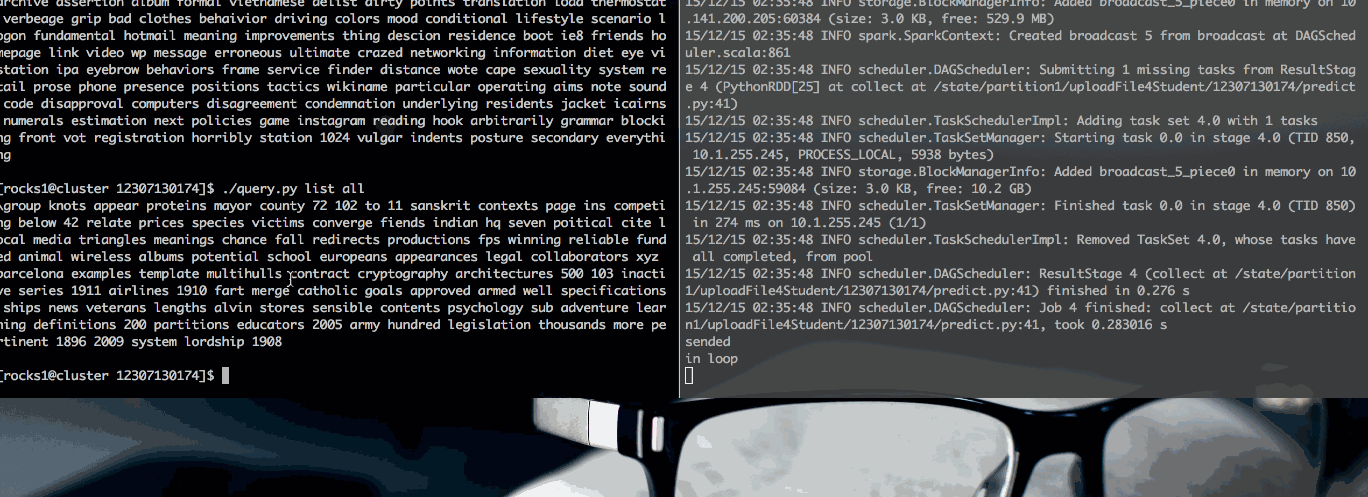 archive assertion album formal vietnamese delist dirty points translation load thermostat
verbeage grip bad clothes behaivior driving colors mood conditional lifestyle scenario l
ogon fundamental hotmail meaning improvements thing descion residence boot ie8 friends ho
mepage link video wp message erroneous ultimate crazed networking information diet eye vi
station ipa eyebrow behaviors frame service finder distance wote cape sexuality system re
tail prose phone presence positions tactics wikiname particular operating aims note sound
code disapproval computers disagreement condemnation underlying residents jacket icairns
numerals estimation next policies game instagram reading hook arbitrarily grammar blocki
ng front vot registration horribly station 1024 vulgar indents posture secondary everythi
ng
[rocks1@cluster 12307130174]$ ./query.py list all
\group knots appear proteins mayor county 72 102 to 11 sanskrit contexts page ins competi
ng below 42 relate prices species victims converge fiends indian hq seven poitical cite l
ocal media triangles meanings chance fall redirects productions fps winning reliable fund
ed animal wireless albums potential school europeans appearances legal collaborators xyz
barcelona examples template multihulls contract cryptography architectures 500 103 inacti
ve series 1911 airlines 1910 fart merge catholic goals approved armed well specifications
ships news veterans lengths alvin stores sensible contents psychology sub adventure lear
ning definitions 200 partitions educators 2005 army hundred legislation thousands more pe
rtinent 1896 2009 system lordship 1908
[rocks1@cluster 12307130174]$
15/12/15 02:35:48 INFO storage.BlockManagerInfo: Added broadcast_5_piece0 in memory on 10
.141.200.205:60384 (size: 3.0 KB, free: 529.9 MB)
15/12/15 02:35:48 INFO spark.SparkContext: Created broadcast 5 from broadcast at DAGSched
uler.scala:861
15/12/15 02:35:48 INFO scheduler.DAGScheduler: Submitting 1 missing tasks from ResultStag
e 4 (PythonRDD[25] at collect at /state/partition1/uploadFile4Student/12307130174/predict
.py:41)
15/12/15 02:35:48 INFO scheduler.TaskSchedulerImpl: Adding task set 4.0 with 1 tasks
15/12/15 02:35:48 INFO scheduler.TaskSetManager: Starting task 0.0 in stage 4.0 (TID 850,
10.1.255.245, PROCESS_LOCAL, 5938 bytes)
15/12/15 02:35:48 INFO storage.BlockManagerInfo: Added broadcast_5_piece0 in memory on 10
.1.255.245:59084 (size: 3.0 KB, free: 10.2 GB)
15/12/15 02:35:48 INFO scheduler.TaskSetManager: Finished task 0.0 in stage 4.0 (TID 850)
in 274 ms on 10.1.255.245 (1/1)
15/12/15 02:35:48 INFO scheduler.TaskSchedulerImpl: Removed TaskSet 4.0, whose tasks have
all completed, from pool
15/12/15 02:35:48 INFO scheduler.DAGScheduler: ResultStage 4 (collect at /state/partition
1/uploadFile4Student/12307130174/predict.py:41) finished in 0.276 s
15/12/15 02:35:48 INFO scheduler.DAGScheduler: Job 4 finished: collect at /state/partitio
n1/uploadFile4Student/12307130174/predict.py:41, took 0.283016 s
sended
in loop